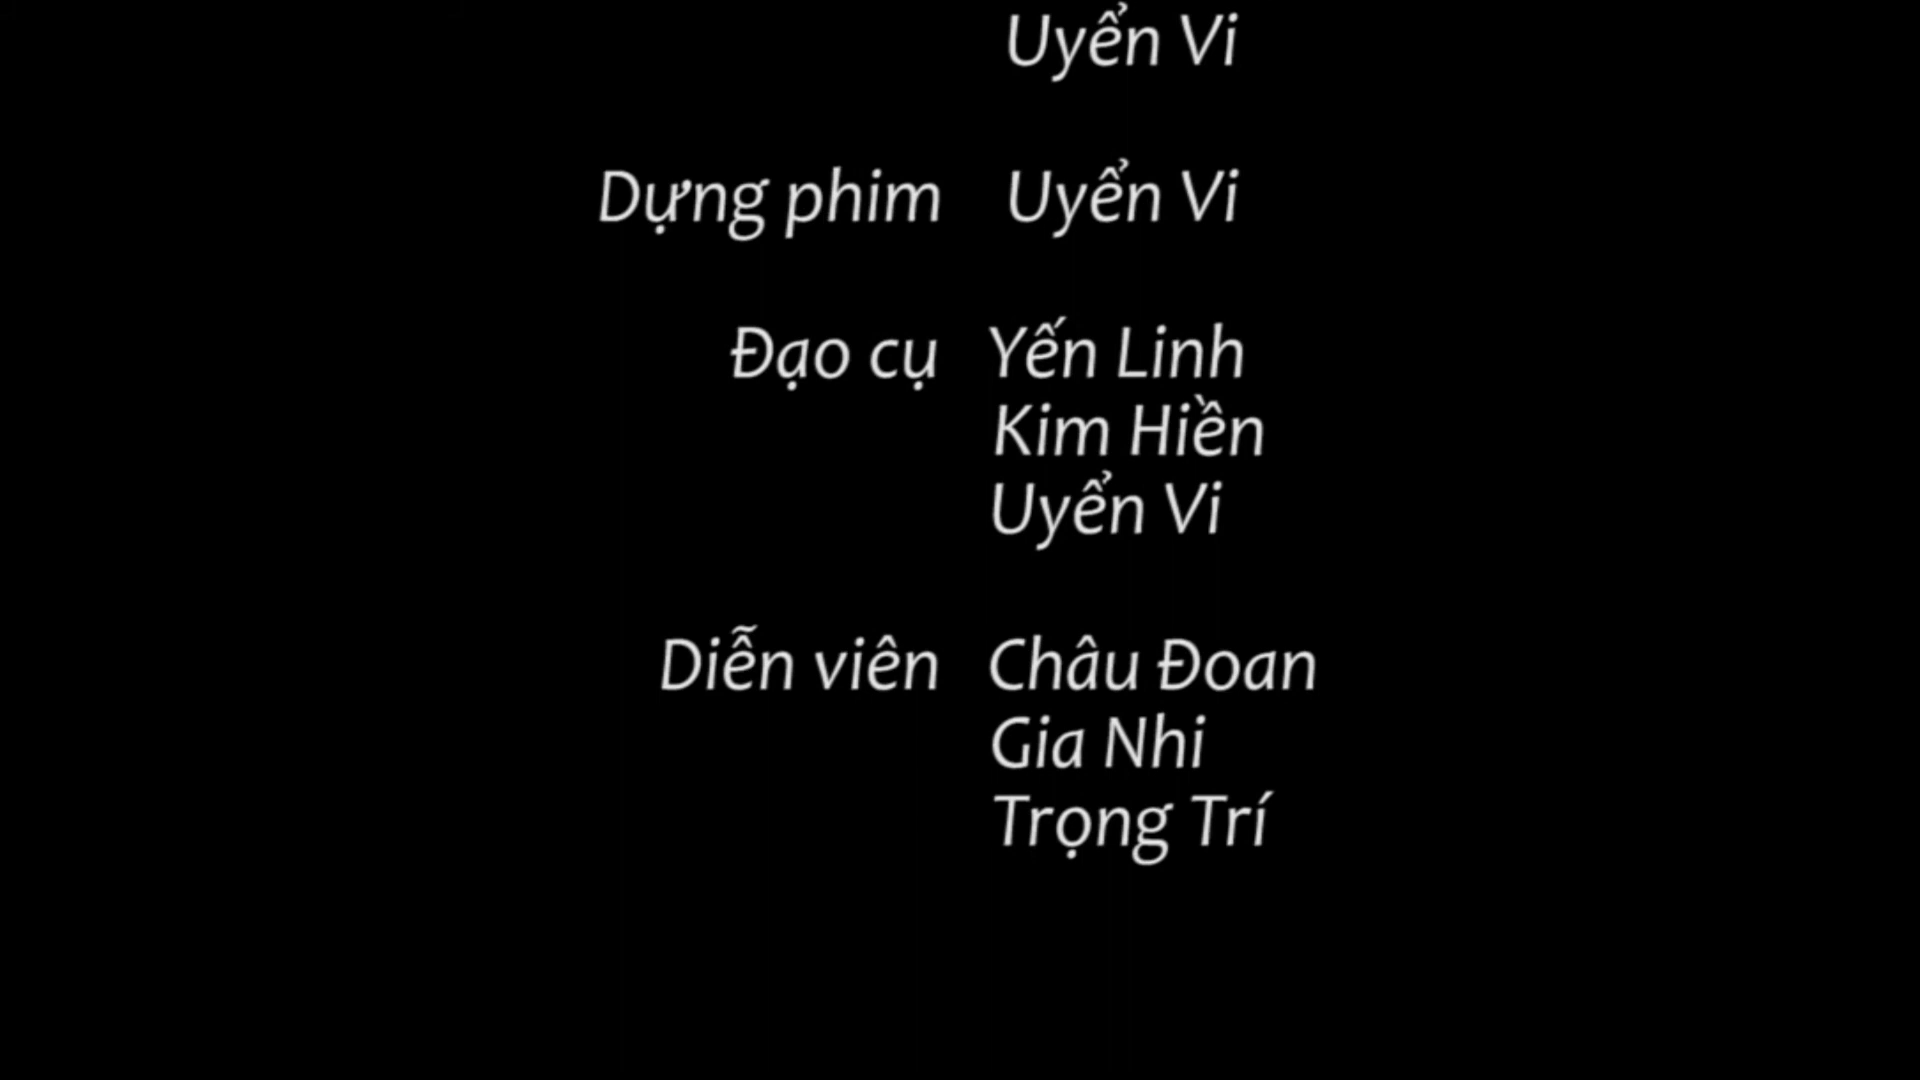 Uyển Vi
Dựng phim Uyển Vi
Đạo cụ Yến Linh
Kim Hiền
Uyển Vi
Diễn viên Châu Đoan
Gia Nhi
Trọng Trí